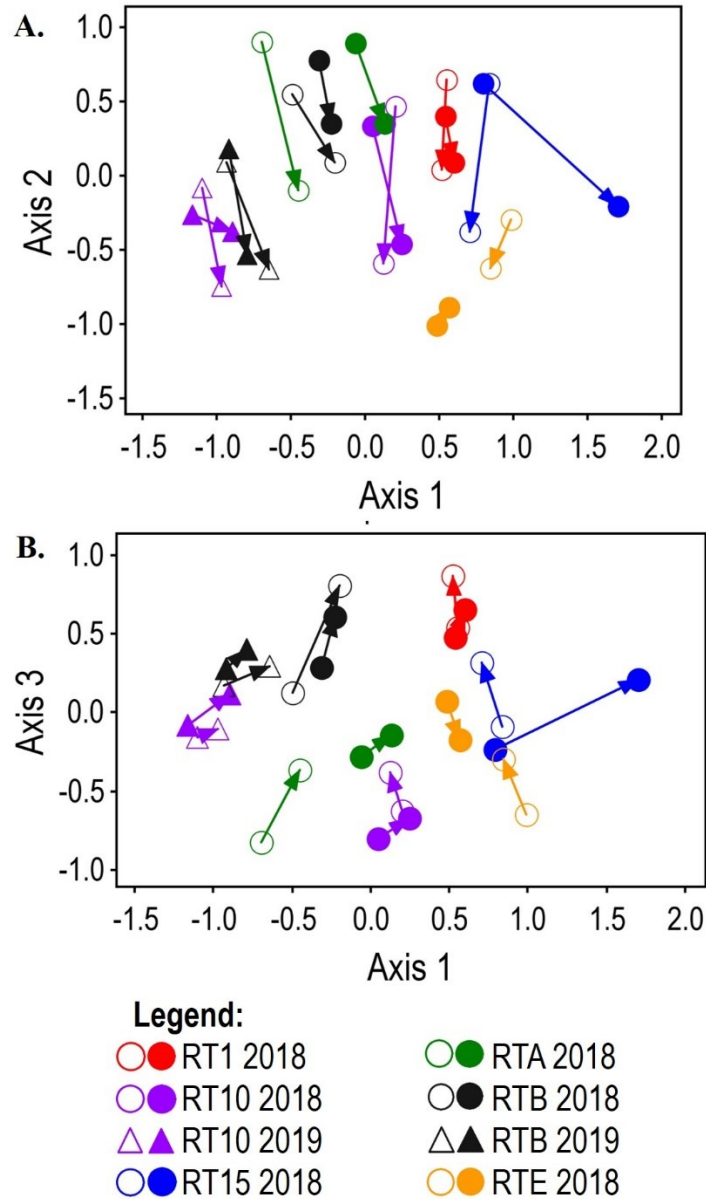 A.
1.0
0.5
0.0
-0.5
-1.0
-1.5
Axis 2
-1.5 -1.0 -0.5 0.0 0.5 1.0 1.5 2.0
Axis 1
B.
1.0
0.5
0.0
-0.5
-1.0
Axis 3
-1.5 -1.0 -0.5 0.0 0.5 1.0 1.5 2.0
Axis 1
Legend:
RT1 2018
RT10 2018
RT10 2019
RT15 2018
RTA 2018
RTB 2018
RTB 2019
RTE 2018